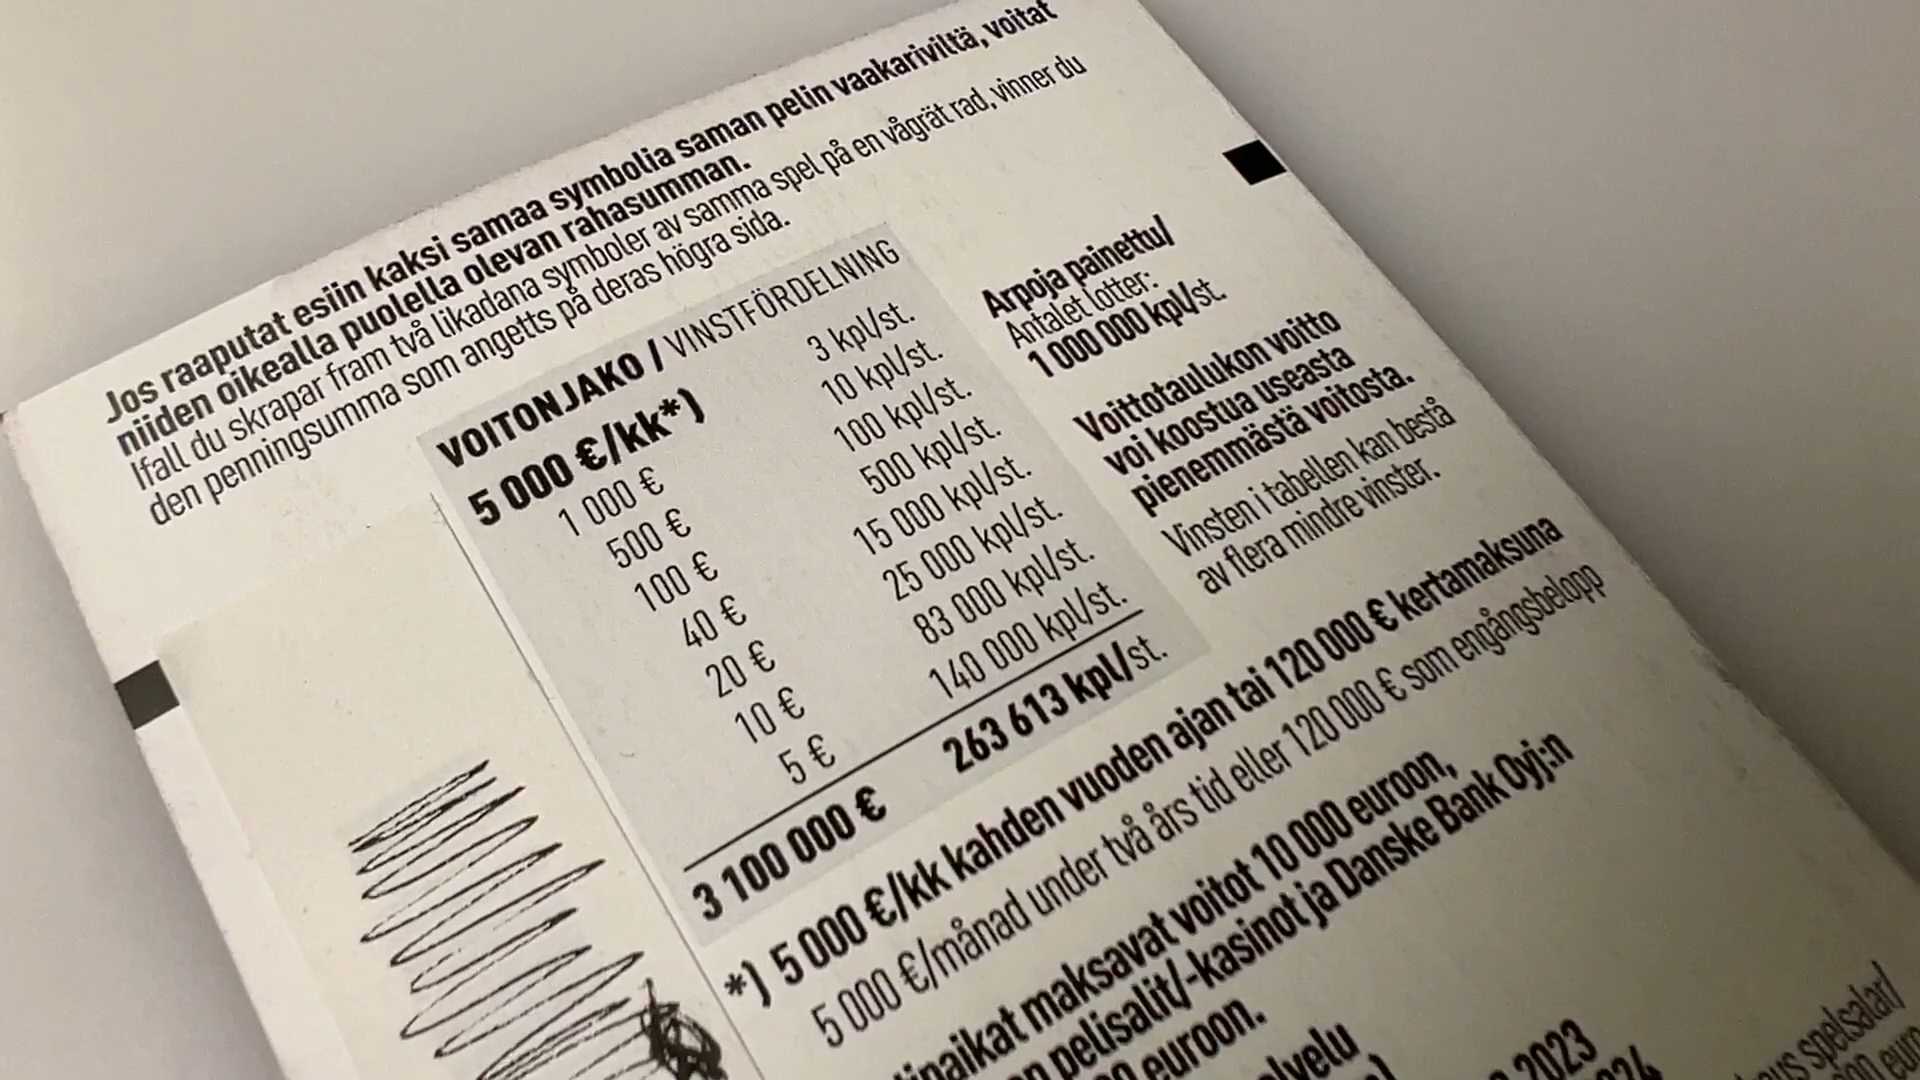 Jos raaputat esiin kaksi samaa symbolia saman pelin vaakariviltä, voitat
niiden oikealla puolella olevan rahasumman.
Ifall du skrapar fram två likadana symboler av samma spel på en vågrät rad, vinner du
den penningsumma som angetts på deras högra sida.
VOITONJAKO / VINSTFÖRDELNING
5 000 €/kk*) 3 kpl/st.
1 000 € 10 kpl/st.
500 € 100 kpl/st.
100 € 500 kpl/st.
40 € 15 000 kpl/st.
20 € 25 000 kpl/st.
10 € 83 000 kpl/st.
5 € 140 000 kpl/st.
3 100 000 € 263 613 kpl/st.
Arpoja painettu/
Antalet lotter:
1 000 000 kpl/st.
Voittotaulukon voitto
voi koostua useasta
pienemmästä voitosta.
Vinsten i tabellen kan bestå
av flera mindre vinster.
*) 5 000 €/kk kahden vuoden ajan tai 120 000 € kertamaksuna
5 000 €/månad under två års tid eller 120 000 € som engångsbelopp
maksavat voitot 10 000 euroon,
pelisalit/-kasinot ja Danske Bank Oyj:n
euroon.
2023
spelsalar/